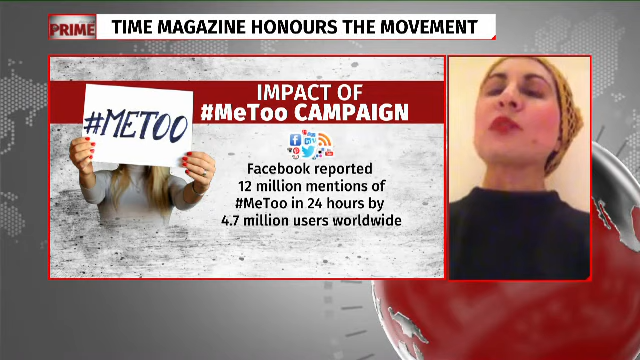 PRIME
TIME MAGAZINE HONOURS THE MOVEMENT
#METOO
IMPACT OF
#MeToo CAMPAIGN
Facebook reported
12 million mentions of
#MeToo in 24 hours by
4.7 million users worldwide